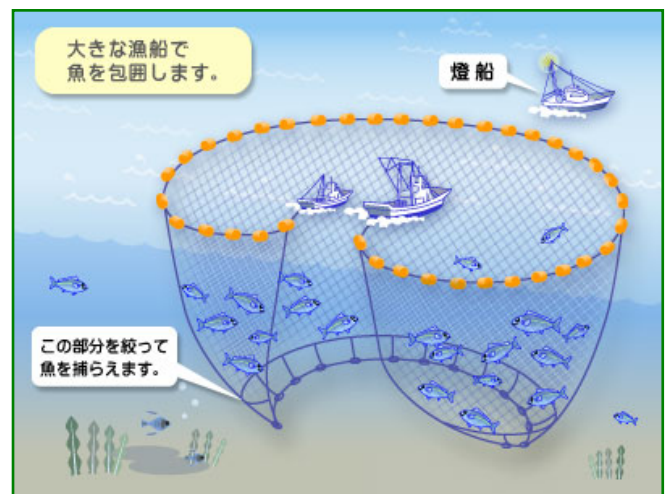 大きな漁船で
魚を包囲します。
燈船
この部分を絞って
魚を捕らえます。